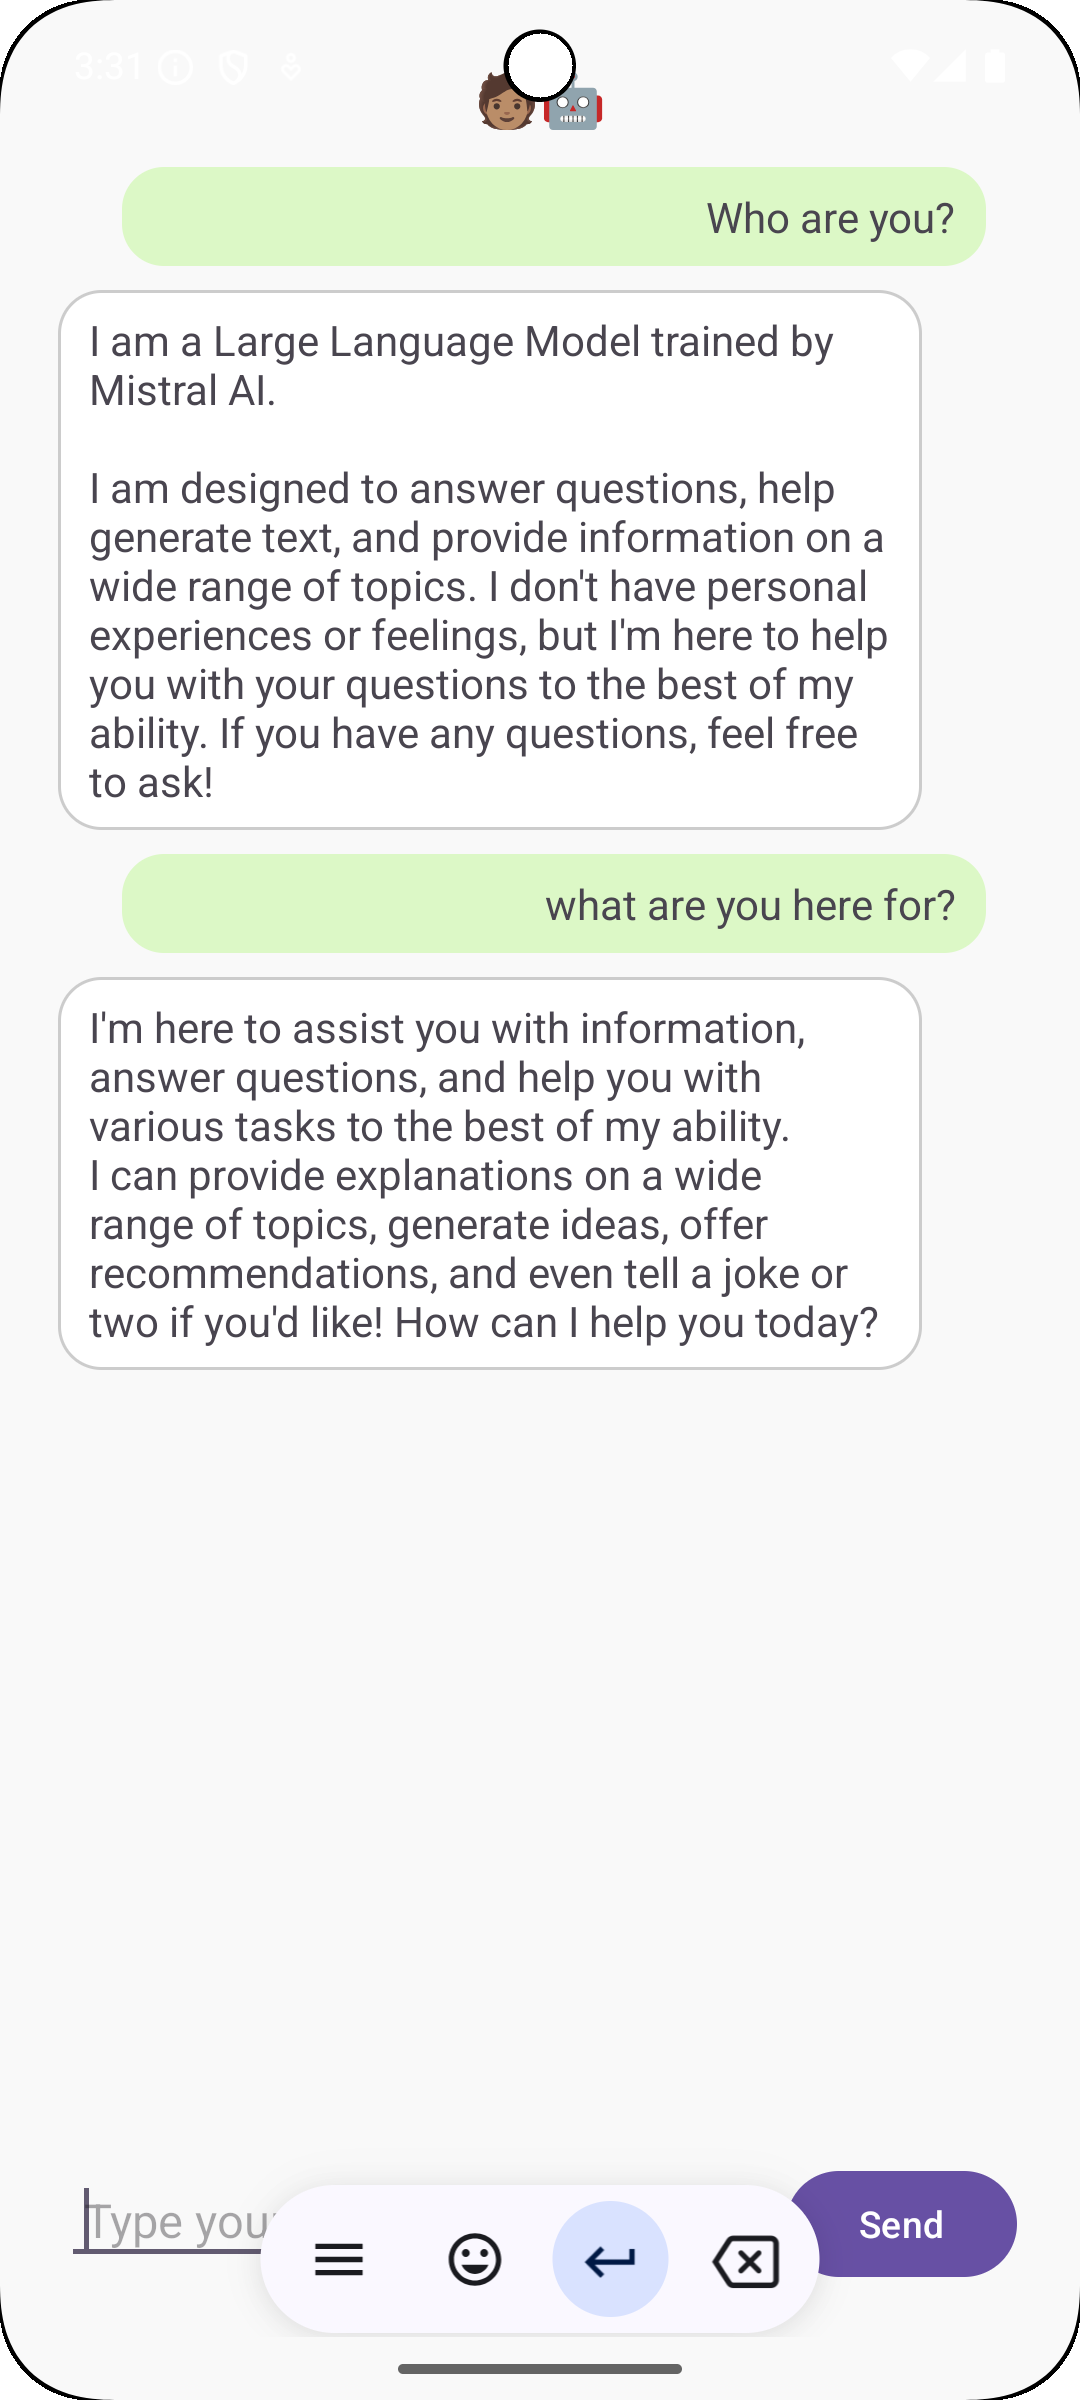 3:31
Who are you?
I am a Large Language Model trained by
Mistral AI.
I am designed to answer questions, help
generate text, and provide information on a
wide range of topics. I don't have personal
experiences or feelings, but I'm here to help
you with your questions to the best of my
ability. If you have any questions, feel free
to ask!
what are you here for?
I'm here to assist you with information,
answer questions, and help you with
various tasks to the best of my ability.
I can provide explanations on a wide
range of topics, generate ideas, offer
recommendations, and even tell a joke or
two if you'd like! How can I help you today?
Type you
Send